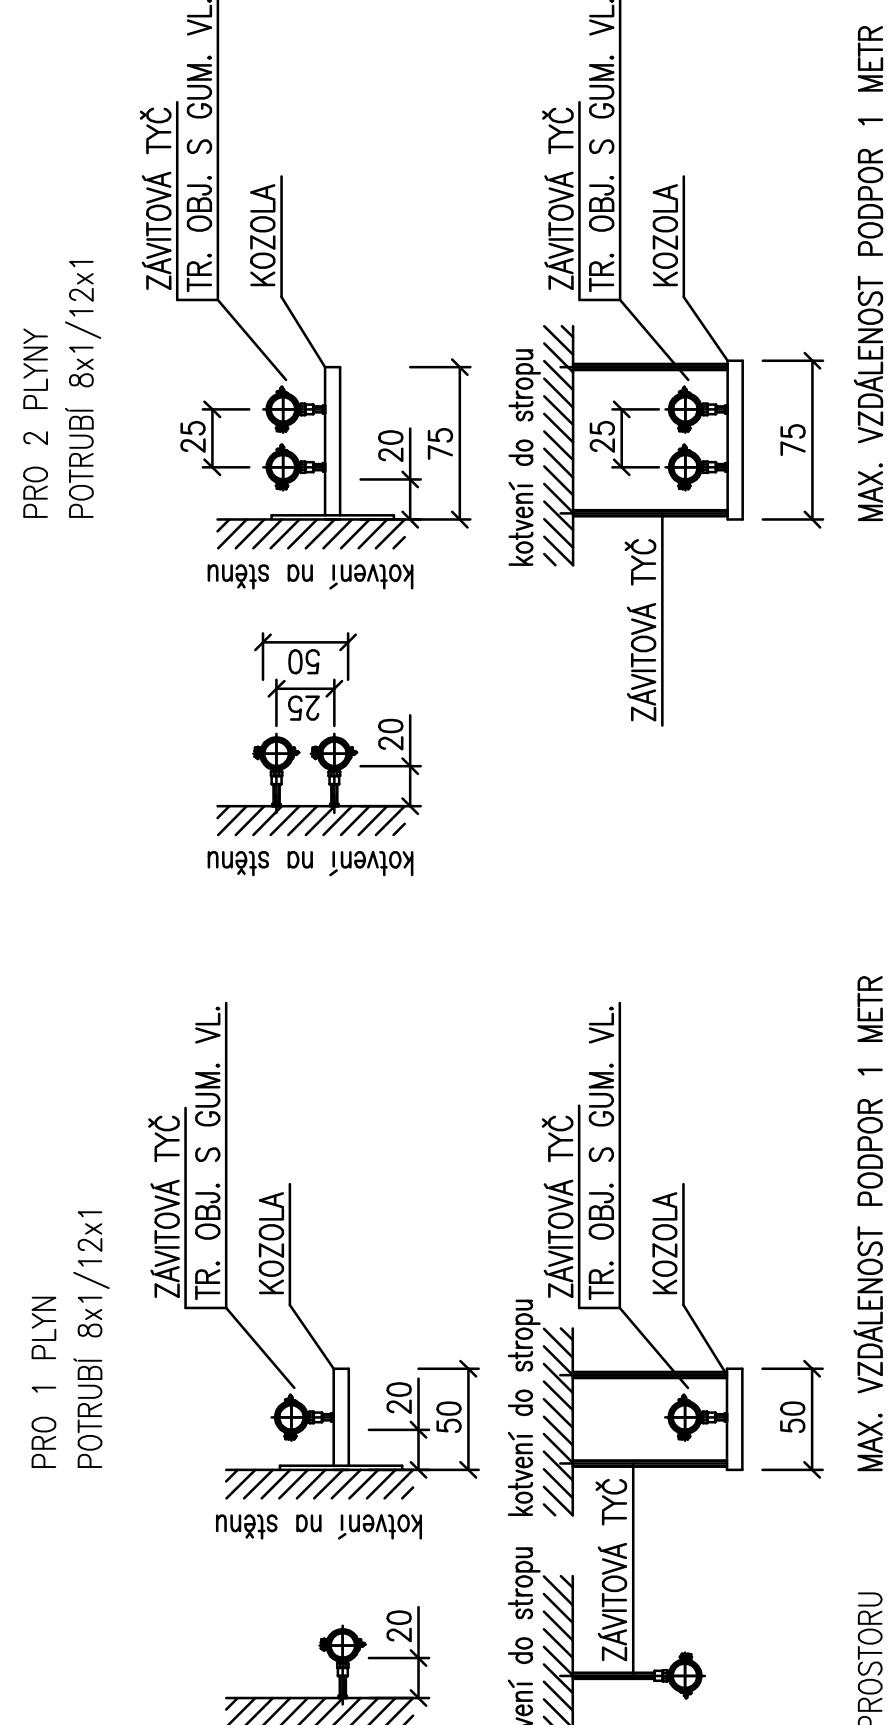 PRO 1 PLYN
POTRUBÍ 8x1/12x1
ZÁVITOVÁ TYČ
TR. OBJ. S GUM. VL.
KOZOLA
20
50
kotvení na stěnu
20
kotvení do stropu
ZÁVITOVÁ TYČ
TR. OBJ. S GUM. VL.
KOZOLA
50
ZÁVITOVÁ TYČ
vení do stropu
MAX. VZDÁLENOST PODPOR 1 METR
PROSTORU
PRO 2 PLYNY
POTRUBÍ 8x1/12x1
ZÁVITOVÁ TYČ
TR. OBJ. S GUM. VL.
KOZOLA
25
20
75
kotvení na stěnu
50
25
20
kotvení na stěnu
kotvení do stropu
ZÁVITOVÁ TYČ
TR. OBJ. S GUM. VL.
KOZOLA
25
75
ZÁVITOVÁ TYČ
MAX. VZDÁLENOST PODPOR 1 METR